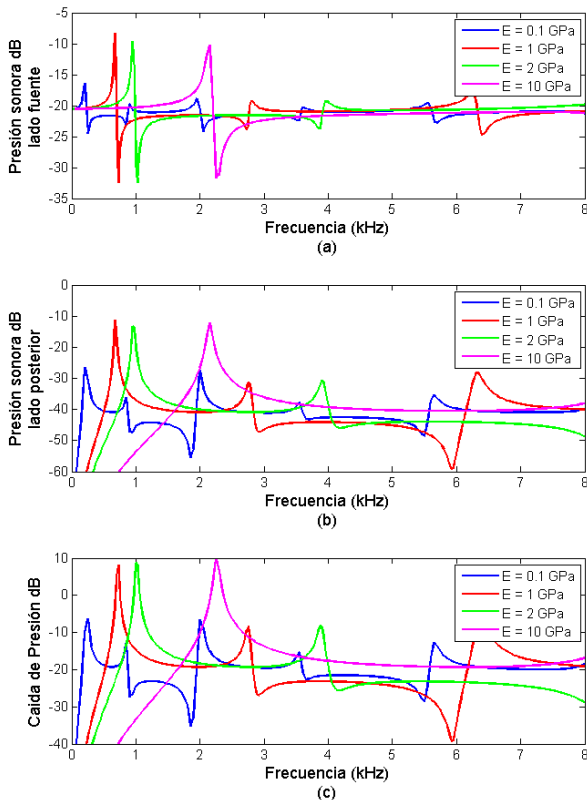 -5
-10
-15
-20
-25
-30
-35
Presión sonora dB
lado fuente
E = 0.1 GPa
E = 1 GPa
E = 2 GPa
E = 10 GPa
0 1 2 3 4 5 6 7 8
Frecuencia (kHz)
(a)
0
-10
-20
-30
-40
-50
-60
Presión sonora dB
lado posterior
E = 0.1 GPa
E = 1 GPa
E = 2 GPa
E = 10 GPa
0 1 2 3 4 5 6 7 8
Frecuencia (kHz)
(b)
10
0
-10
-20
-30
-40
Caida de Presión dB
E = 0.1 GPa
E = 1 GPa
E = 2 GPa
E = 10 GPa
0 1 2 3 4 5 6 7 8
Frecuencia (kHz)
(c)